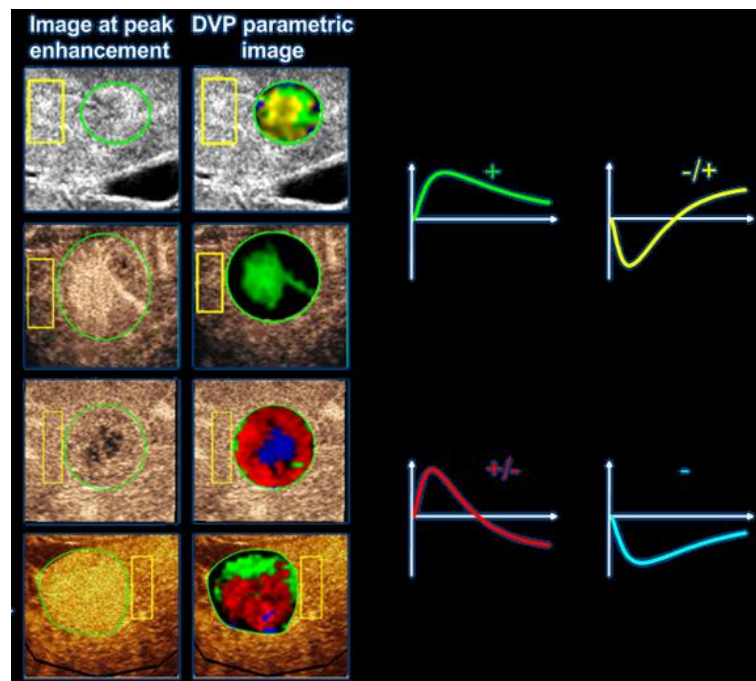 Image at peak
enhancement
DVP parametric
image
+
-/+
+/-
-